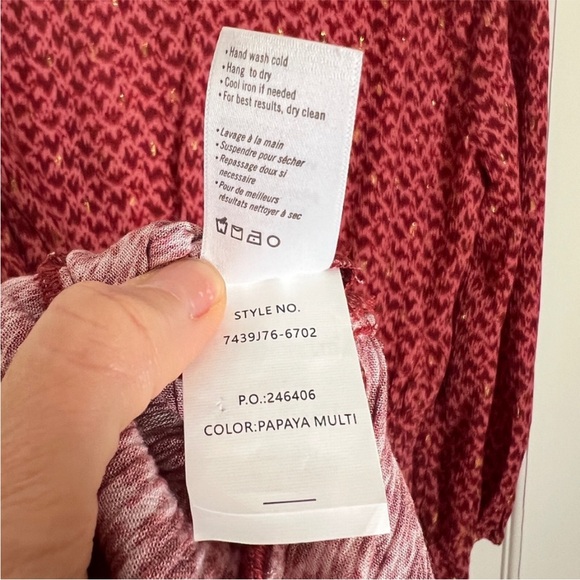 • Hand wash cold
• Hang to dry
• Cool iron if needed
• For best results, dry clean
• Lavage à la main
• Suspendre pour sécher
• Repassage doux si
necessaire
• Pour de meilleurs
résultats nettoyer à sec
STYLE NO.
7439J76-6702
P.O.:246406
COLOR:PAPAYA MULTI